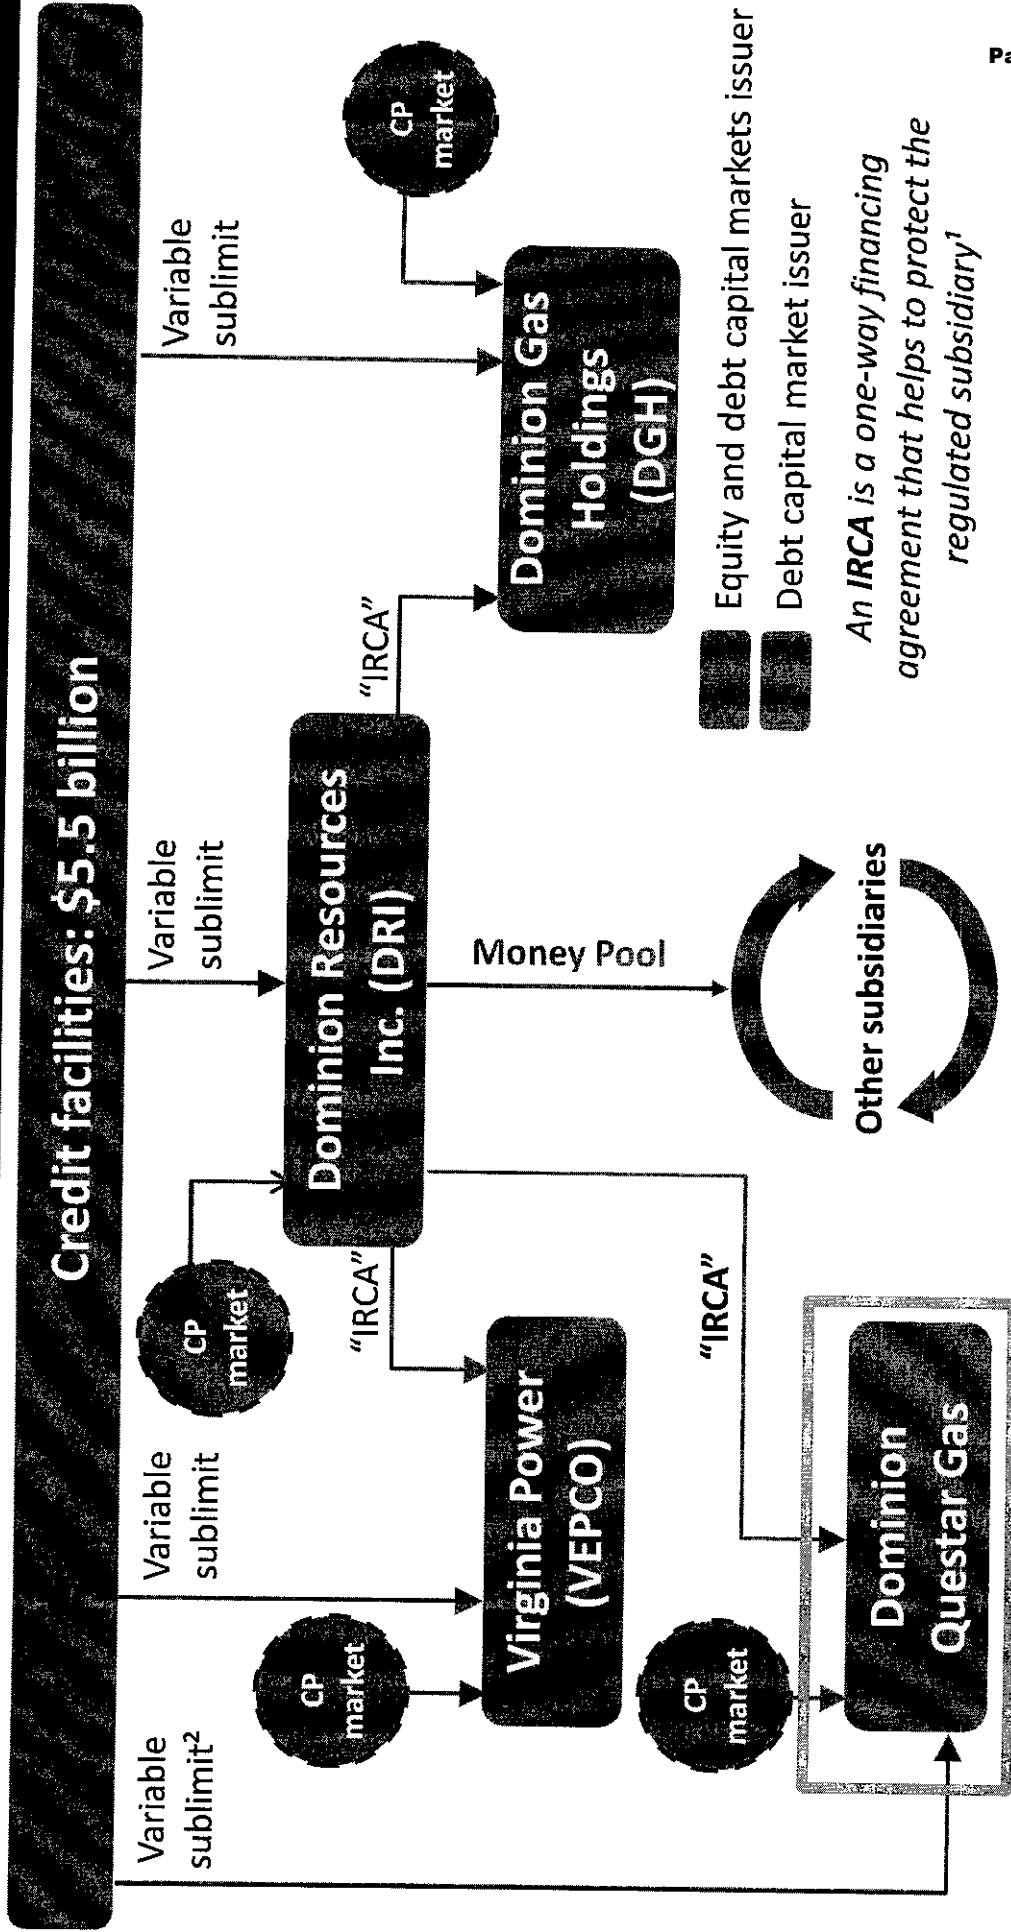 Credit facilities: $5.5 billion
Variable
sublimit²
Variable
sublimit
Variable
sublimit
Variable
sublimit
CP
market
CP
market
CP
market
CP
market
Dominion Resources
Inc. (DRI)
"IRCA"
"IRCA"
"IRCA"
Virginia Power
(VEPCO)
Dominion Gas
Holdings
(DGH)
Money Pool
Dominion
Questar Gas
Other subsidiaries
Equity and debt capital markets issuer
Debt capital market issuer
An IRCA is a one-way financing
agreement that helps to protect the
regulated subsidiary¹
Pa